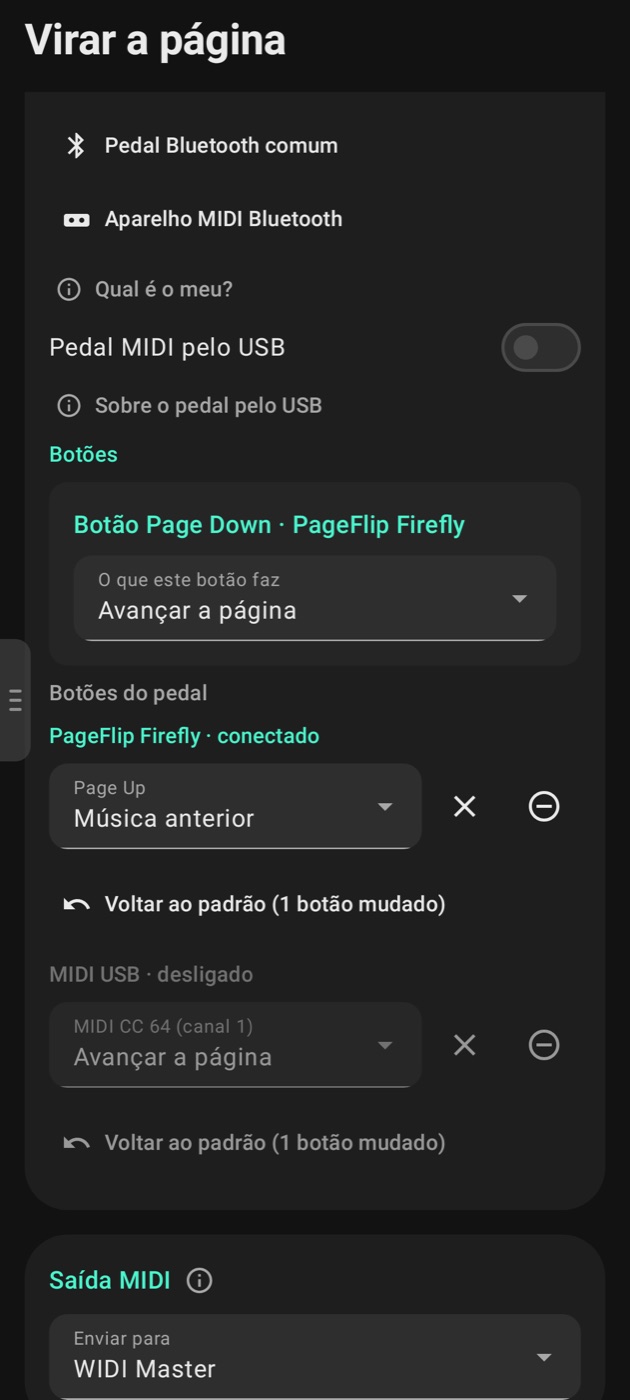 Virar a página
Pedal Bluetooth comum
Aparelho MIDI Bluetooth
Qual é o meu?
Pedal MIDI pelo USB
Sobre o pedal pelo USB
Botões
Botão Page Down · PageFlip Firefly
O que este botão faz
Avançar a página
Botões do pedal
PageFlip Firefly · conectado
Page Up
Música anterior
Voltar ao padrão (1 botão mudado)
MIDI USB · desligado
MIDI CC 64 (canal 1)
Avançar a página
Voltar ao padrão (1 botão mudado)
Saída MIDI
Enviar para
WIDI Master